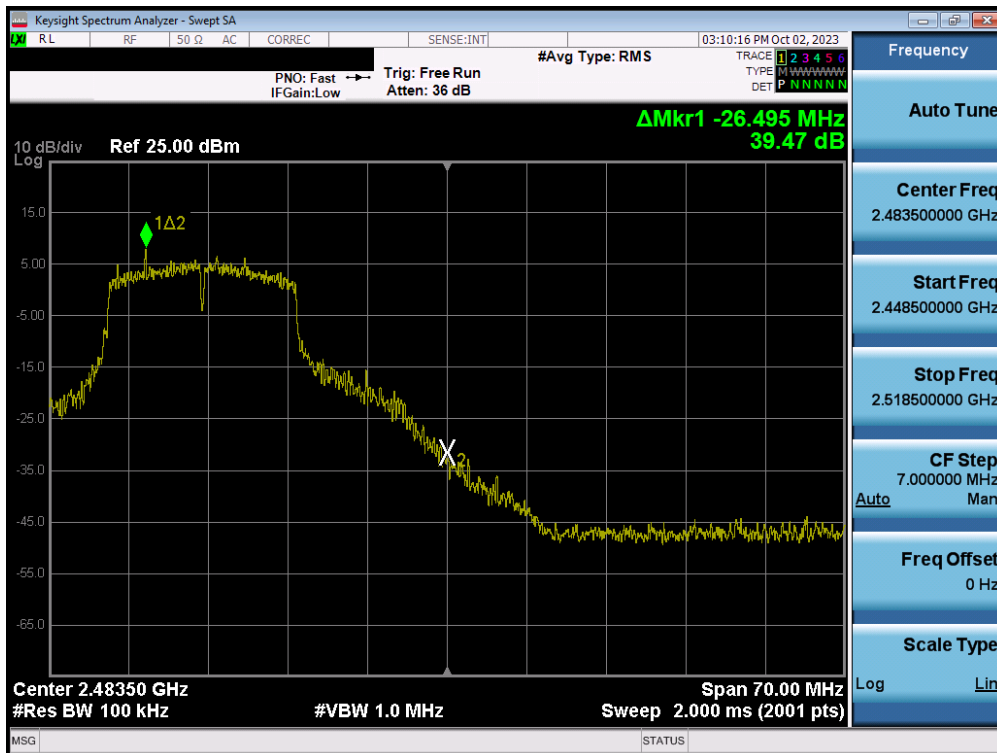 Keysight Spectrum Analyzer - Swept SA
LXI RL RF 50 Ω AC CORREC SENSE:INT 03:10:16 PM Oct 02, 2023
#Avg Type: RMS TRACE 1 2 3 4 5 6
PNO: Fast Trig: Free Run TYPE M W W W W W
IFGain:Low Atten: 36 dB DET P N N N N N
ΔMkr1 -26.495 MHz
39.47 dB
10 dB/div Ref 25.00 dBm
Log
15.0
1Δ2
5.00
-5.00
-15.0
-25.0
2
-35.0
-45.0
-55.0
-65.0
Center 2.48350 GHz Span 70.00 MHz
#Res BW 100 kHz #VBW 1.0 MHz Sweep 2.000 ms (2001 pts)
MSG STATUS
Frequency
Auto Tune
Center Freq
2.483500000 GHz
Start Freq
2.448500000 GHz
Stop Freq
2.518500000 GHz
CF Step
7.000000 MHz
Auto Man
Freq Offset
0 Hz
Scale Type
Log Lin